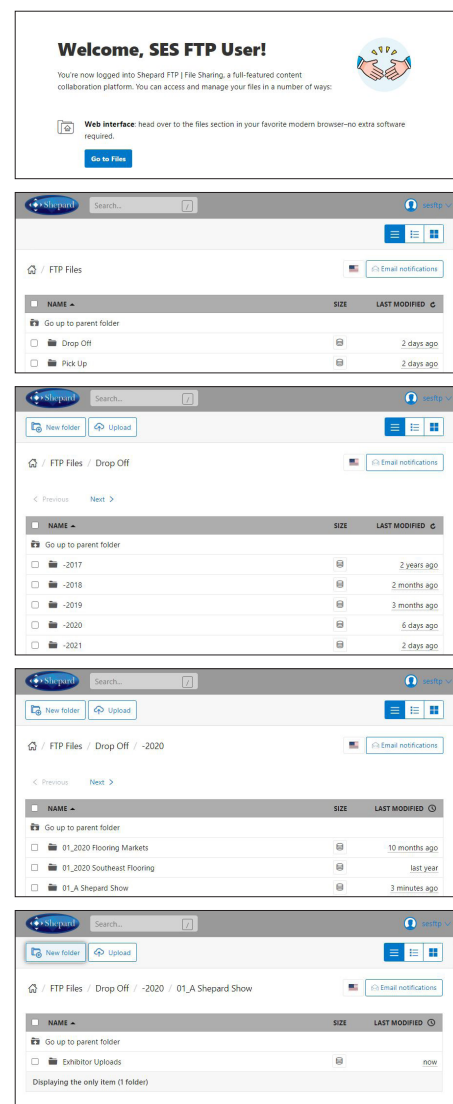 Welcome, SES FTP User!
You're now logged into Shepard FTP | File Sharing, a full-featured content
collaboration platform. You can access and manage your files in a number of ways:
Web interface: head over to the files section in your favorite modern browser–no extra software
required.
Go to Files
Shepard Search... / sesftp
/ FTP Files Email notifications
NAME SIZE LAST MODIFIED
Go up to parent folder
Drop Off 2 days ago
Pick Up 2 days ago
Shepard Search... / sesftp
New folder Upload
/ FTP Files / Drop Off Email notifications
< Previous Next >
NAME SIZE LAST MODIFIED
Go up to parent folder
-2017 2 years ago
-2018 2 months ago
-2019 3 months ago
-2020 6 days ago
-2021 2 days ago
Shepard Search... / sesftp
New folder Upload
/ FTP Files / Drop Off / -2020 Email notifications
< Previous Next >
NAME SIZE LAST MODIFIED
Go up to parent folder
01_2020 Flooring Markets 10 months ago
01_2020 Southeast Flooring last year
01_A Shepard Show 3 minutes ago
Shepard Search... / sesftp
New folder Upload
/ FTP Files / Drop Off / -2020 / 01_A Shepard Show Email notifications
NAME SIZE LAST MODIFIED
Go up to parent folder
Exhibitor Uploads now
Displaying the only item (1 folder)